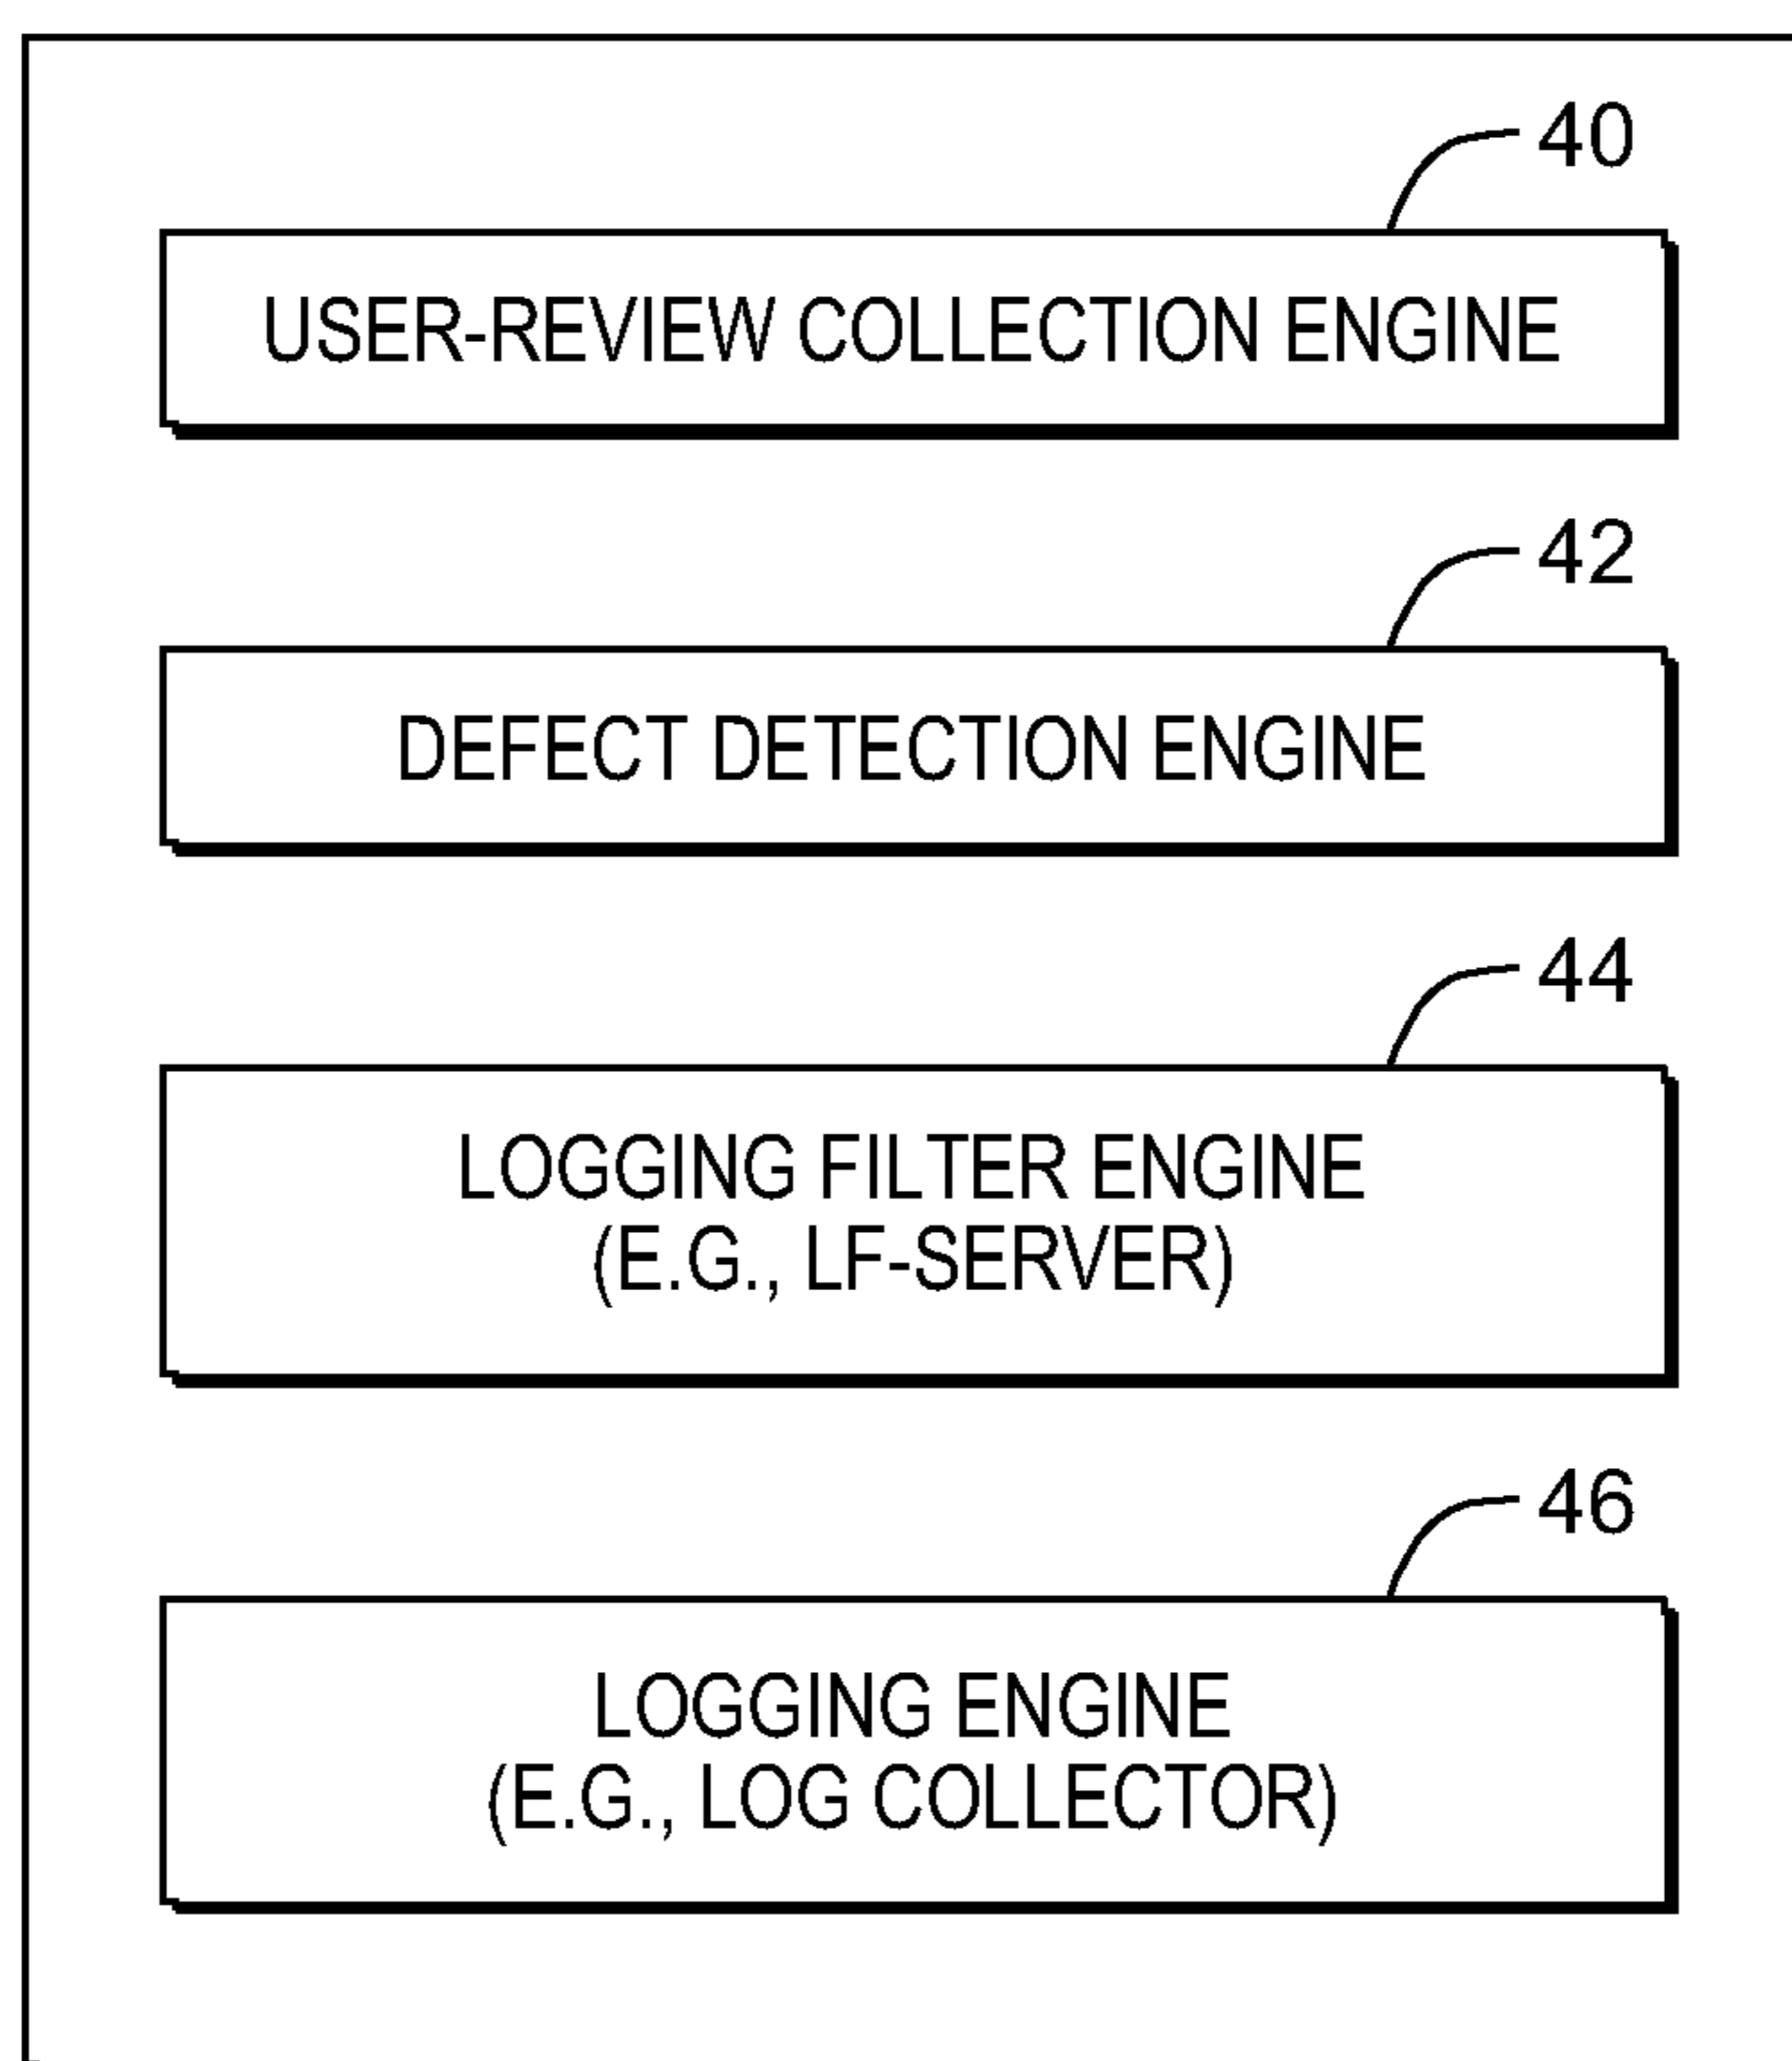 40
USER-REVIEW COLLECTION ENGINE
42
DEFECT DETECTION ENGINE
44
LOGGING FILTER ENGINE
(E.G., LF-SERVER)
46
LOGGING ENGINE
(E.G., LOG COLLECTOR)